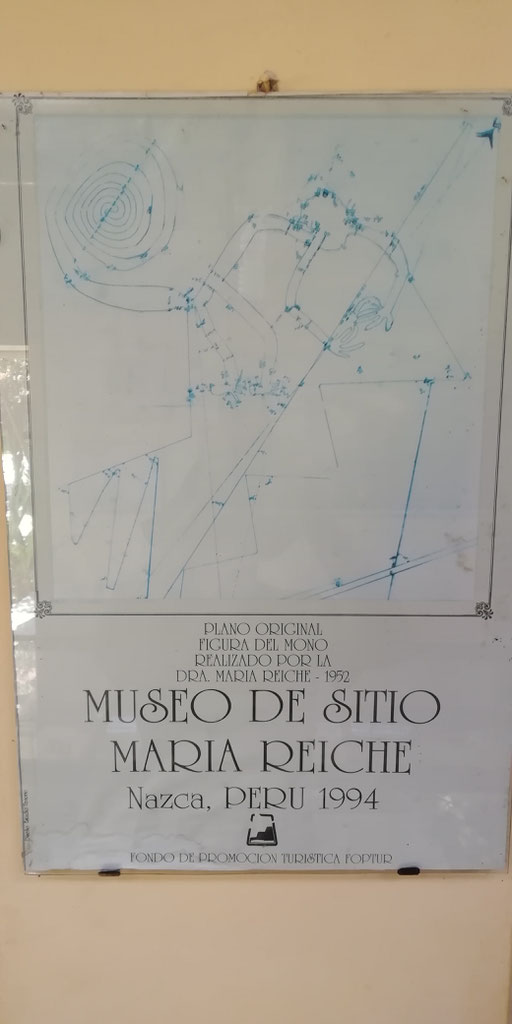 PLANO ORIGINAL
FIGURA DEL MONO
REALIZADO POR LA
DRA. MARIA REICHE - 1952
MUSEO DE SITIO
MARIA REICHE
Nazca, PERU 1994
FONDO DE PROMOCION TURISTICA FOPTUR